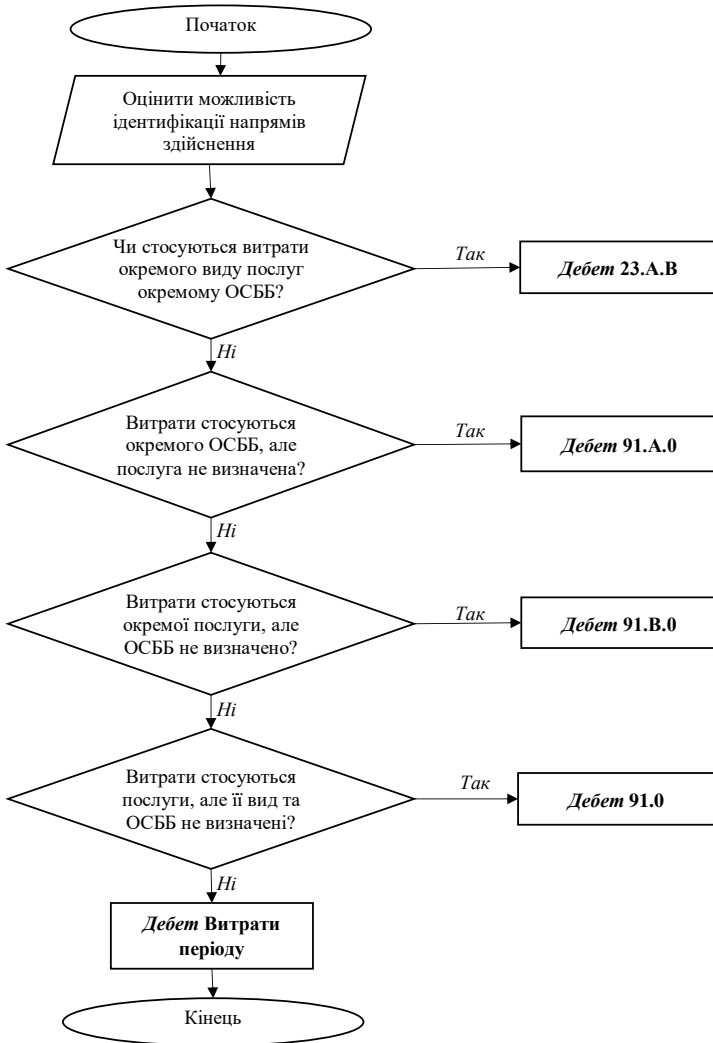 Початок
Оцінити можливість
ідентифікації напрямів
здійснення
Чи стосуються витрати
окремого виду послуг
окремому ОСББ?
Так
Дебет 23.А.В
Ні
Витрати стосуються
окремого ОСББ, але
послуга не визначена?
Так
Дебет 91.А.0
Ні
Витрати стосуються
окремої послуги, але
ОСББ не визначено?
Так
Дебет 91.В.0
Ні
Витрати стосуються
послуги, але її вид та
ОСББ не визначені?
Так
Дебет 91.0
Ні
Дебет Витрати
періоду
Кінець